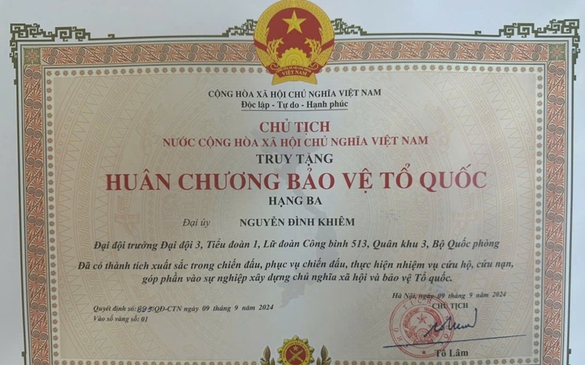 VIỆT NAM
CỘNG HÒA XÃ HỘI CHỦ NGHĨA VIỆT NAM
Độc lập - Tự do - Hạnh phúc
CHỦ TỊCH
NƯỚC CỘNG HÒA XÃ HỘI CHỦ NGHĨA VIỆT NAM
TRUY TẶNG
HUÂN CHƯƠNG BẢO VỆ TỔ QUỐC
HẠNG BA
Đại úy NGUYỄN ĐÌNH KHIÊM
Đại đội trưởng Đại đội 3, Tiểu đoàn 1, Lữ đoàn Công binh 513, Quân khu 3, Bộ Quốc phòng
Đã có thành tích xuất sắc trong chiến đấu, phục vụ chiến đấu, thực hiện nhiệm vụ cứu hộ, cứu nạn,
góp phần vào sự nghiệp xây dựng chủ nghĩa xã hội và bảo vệ Tổ quốc.
Quyết định số: QĐ-CTN ngày 09 tháng 9 năm 2024
Vào sổ vàng số: 01
Hà Nội, ngày 09 tháng 9 năm 2024
CHỦ TỊCH
Tô Lâm